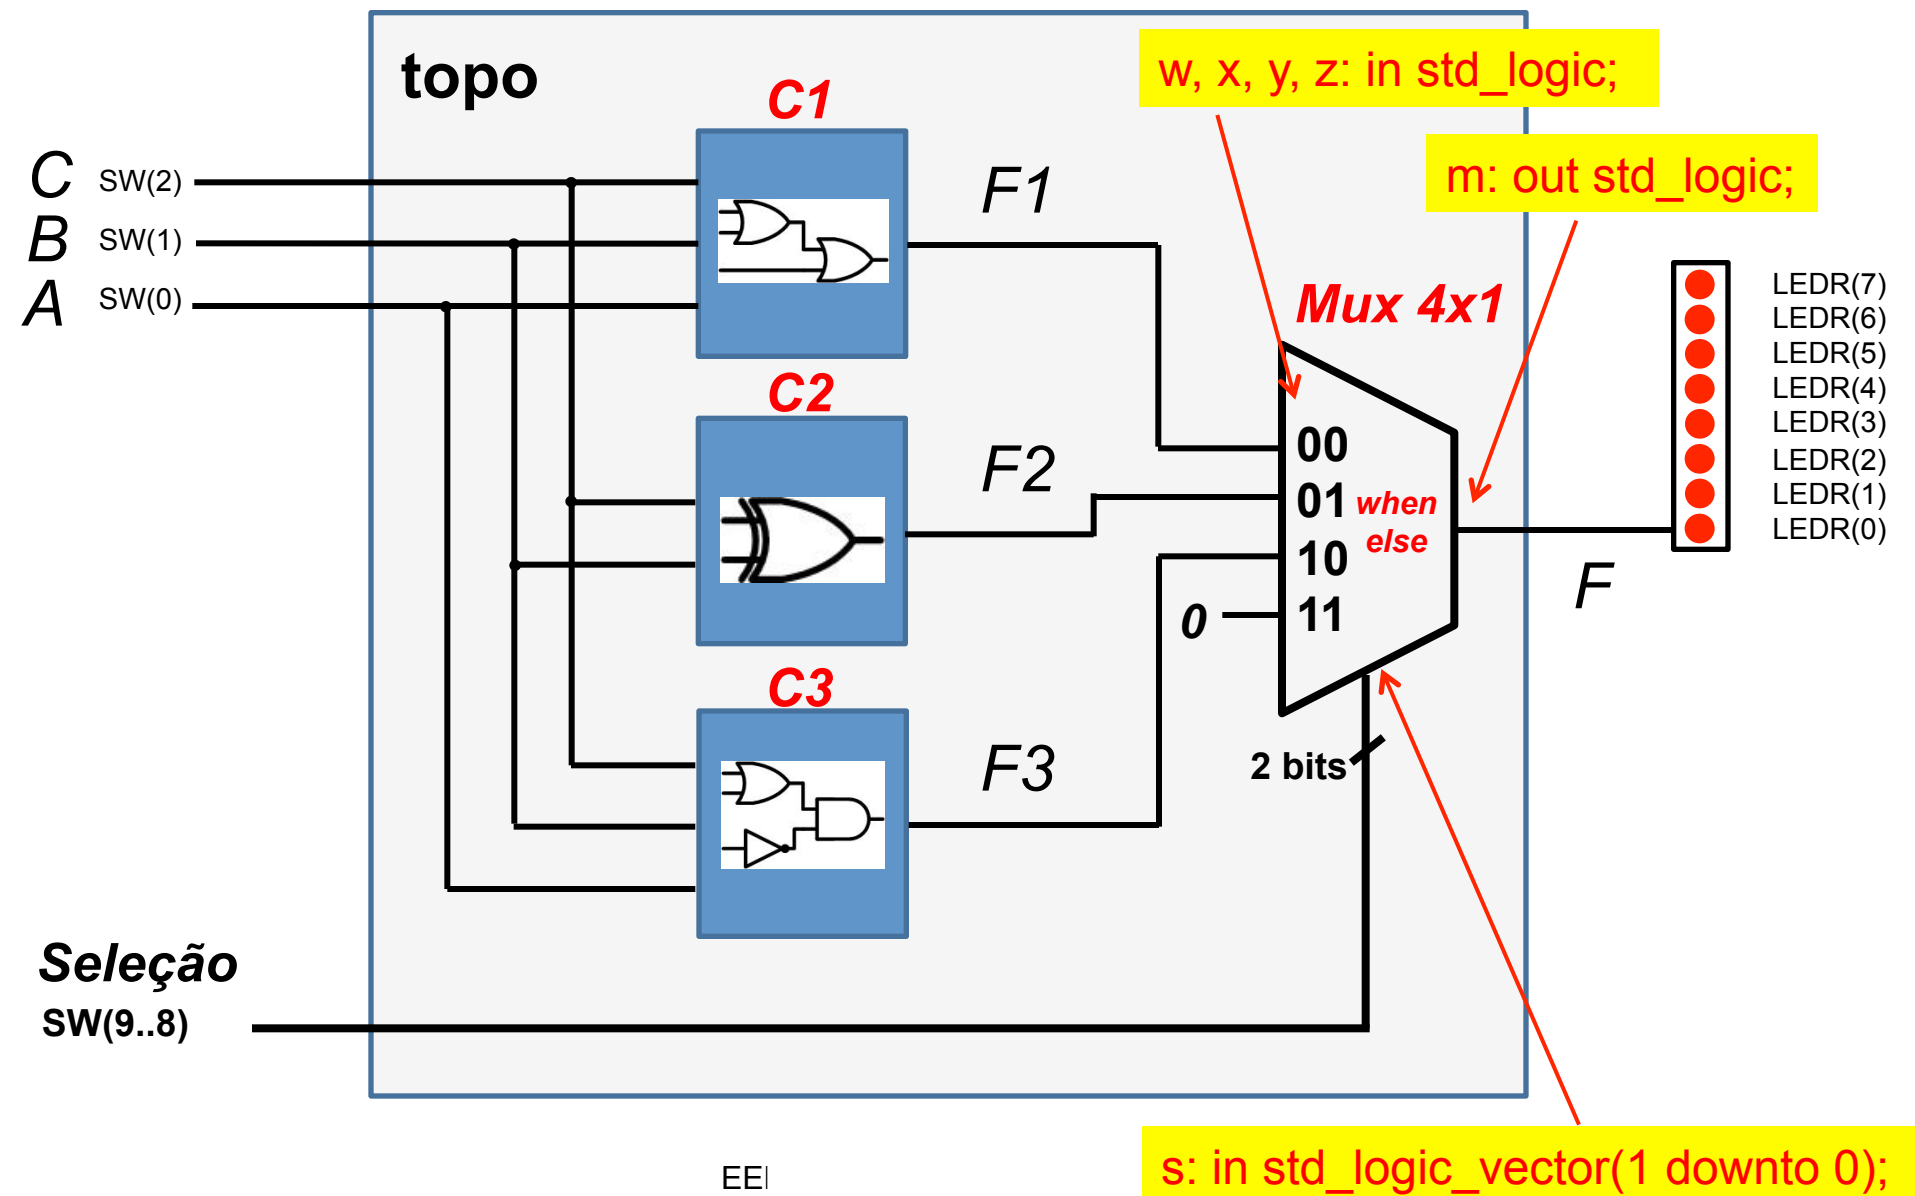 topo
w, x, y, z: in std_logic;
m: out std_logic;
C1
C SW(2)
B SW(1)
A SW(0)
F1
Mux 4x1
LEDR(7)
LEDR(6)
LEDR(5)
LEDR(4)
LEDR(3)
LEDR(2)
LEDR(1)
LEDR(0)
C2
F2
00
01
10
11
when
else
0
F
C3
F3
2 bits
Seleção
SW(9..8)
s: in std_logic_vector(1 downto 0);